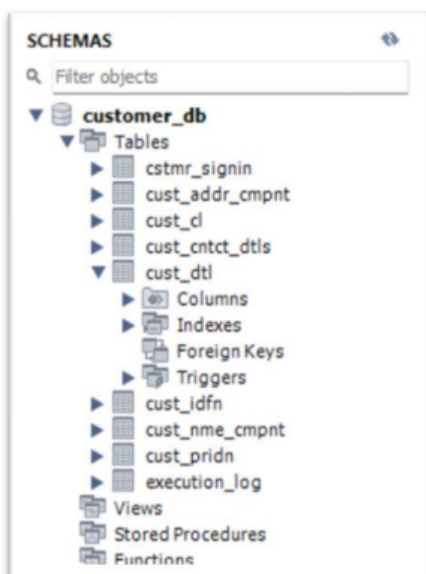 SCHEMAS
Filter objects
customer_db
Tables
cstmr_signin
cust_addr_cmpnt
cust_cl
cust_cntct_dtls
cust_dtl
Columns
Indexes
Foreign Keys
Triggers
cust_idfn
cust_nme_cmpnt
cust_pridn
execution_log
Views
Stored Procedures
Functions